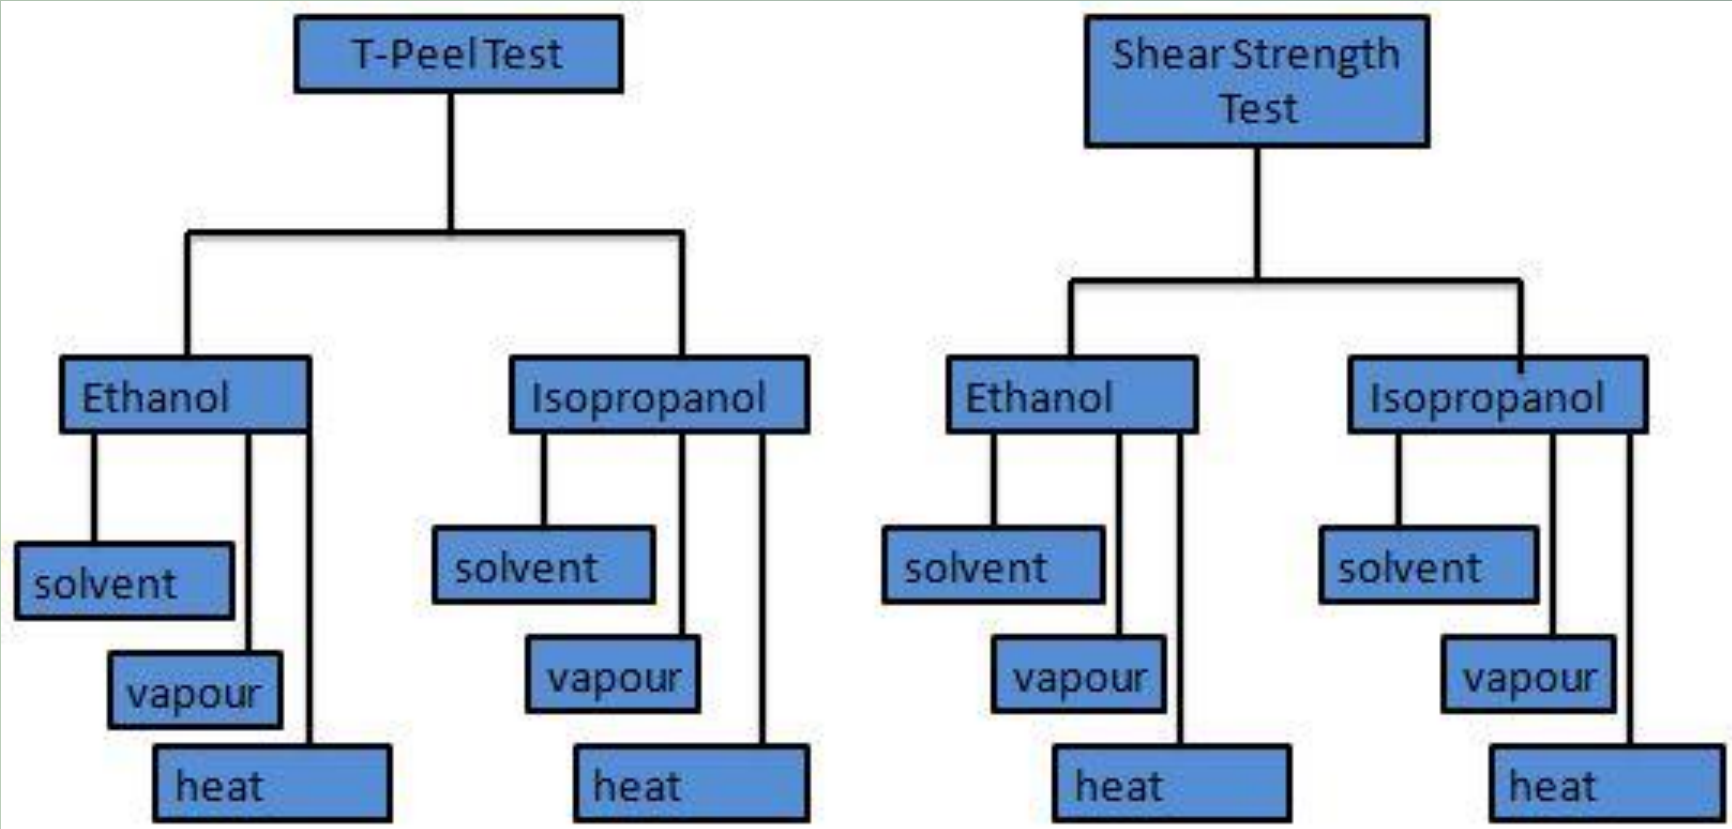 T-Peel Test
Shear Strength
Test
Ethanol
Isopropanol
Ethanol
Isopropanol
solvent
solvent
solvent
solvent
vapour
vapour
vapour
vapour
heat
heat
heat
heat